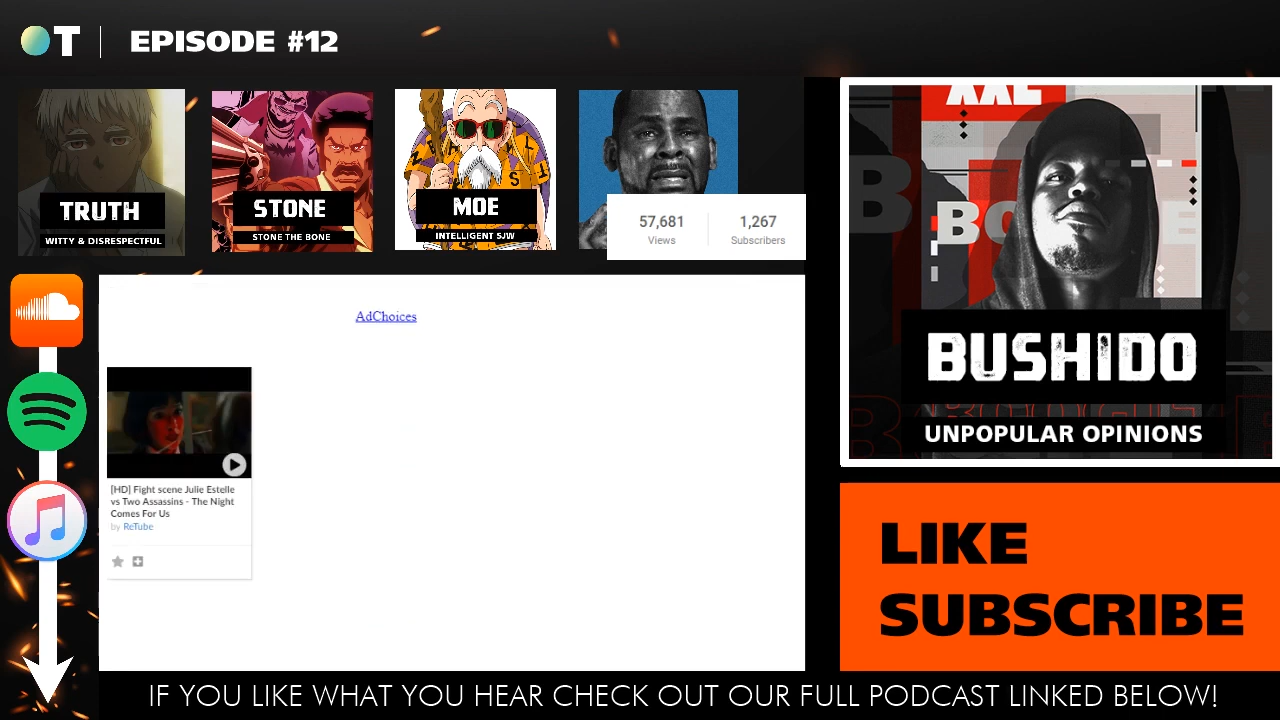 OT
EPISODE #12
TRUTH
WITTY & DISRESPECTFUL
STONE
STONE THE BONE
MOE
INTELLIGENT SJW
57,681
Views
1,267
Subscribers
XXL
BUSHIDO
UNPOPULAR OPINIONS
AdChoices
[HD] Fight scene Julie Estelle
vs Two Assassins - The Night
Comes For Us
by ReTube
LIKE
SUBSCRIBE
IF YOU LIKE WHAT YOU HEAR CHECK OUT OUR FULL PODCAST LINKED BELOW!